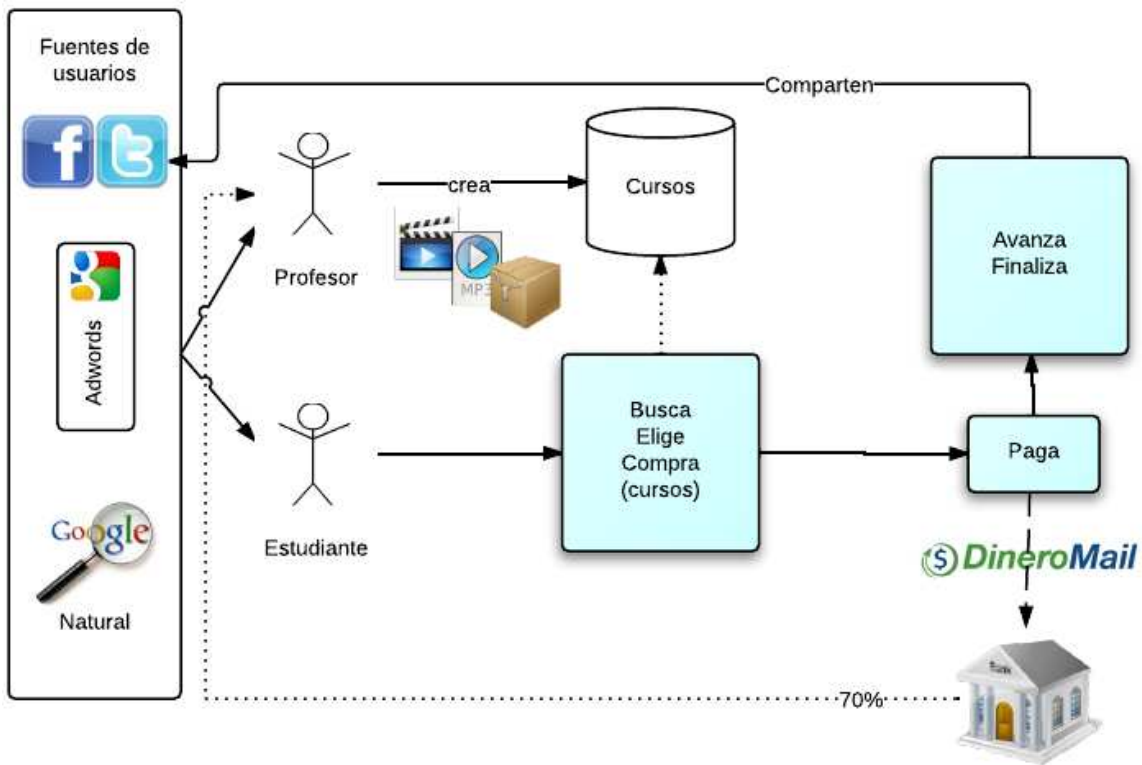 Fuentes de
usuarios
f t
Adwords
Google
Natural
Comparten
Profesor
crea
MP3
Cursos
Estudiante
Busca
Elige
Compra
(cursos)
Avanza
Finaliza
Paga
$ DineroMail
70%